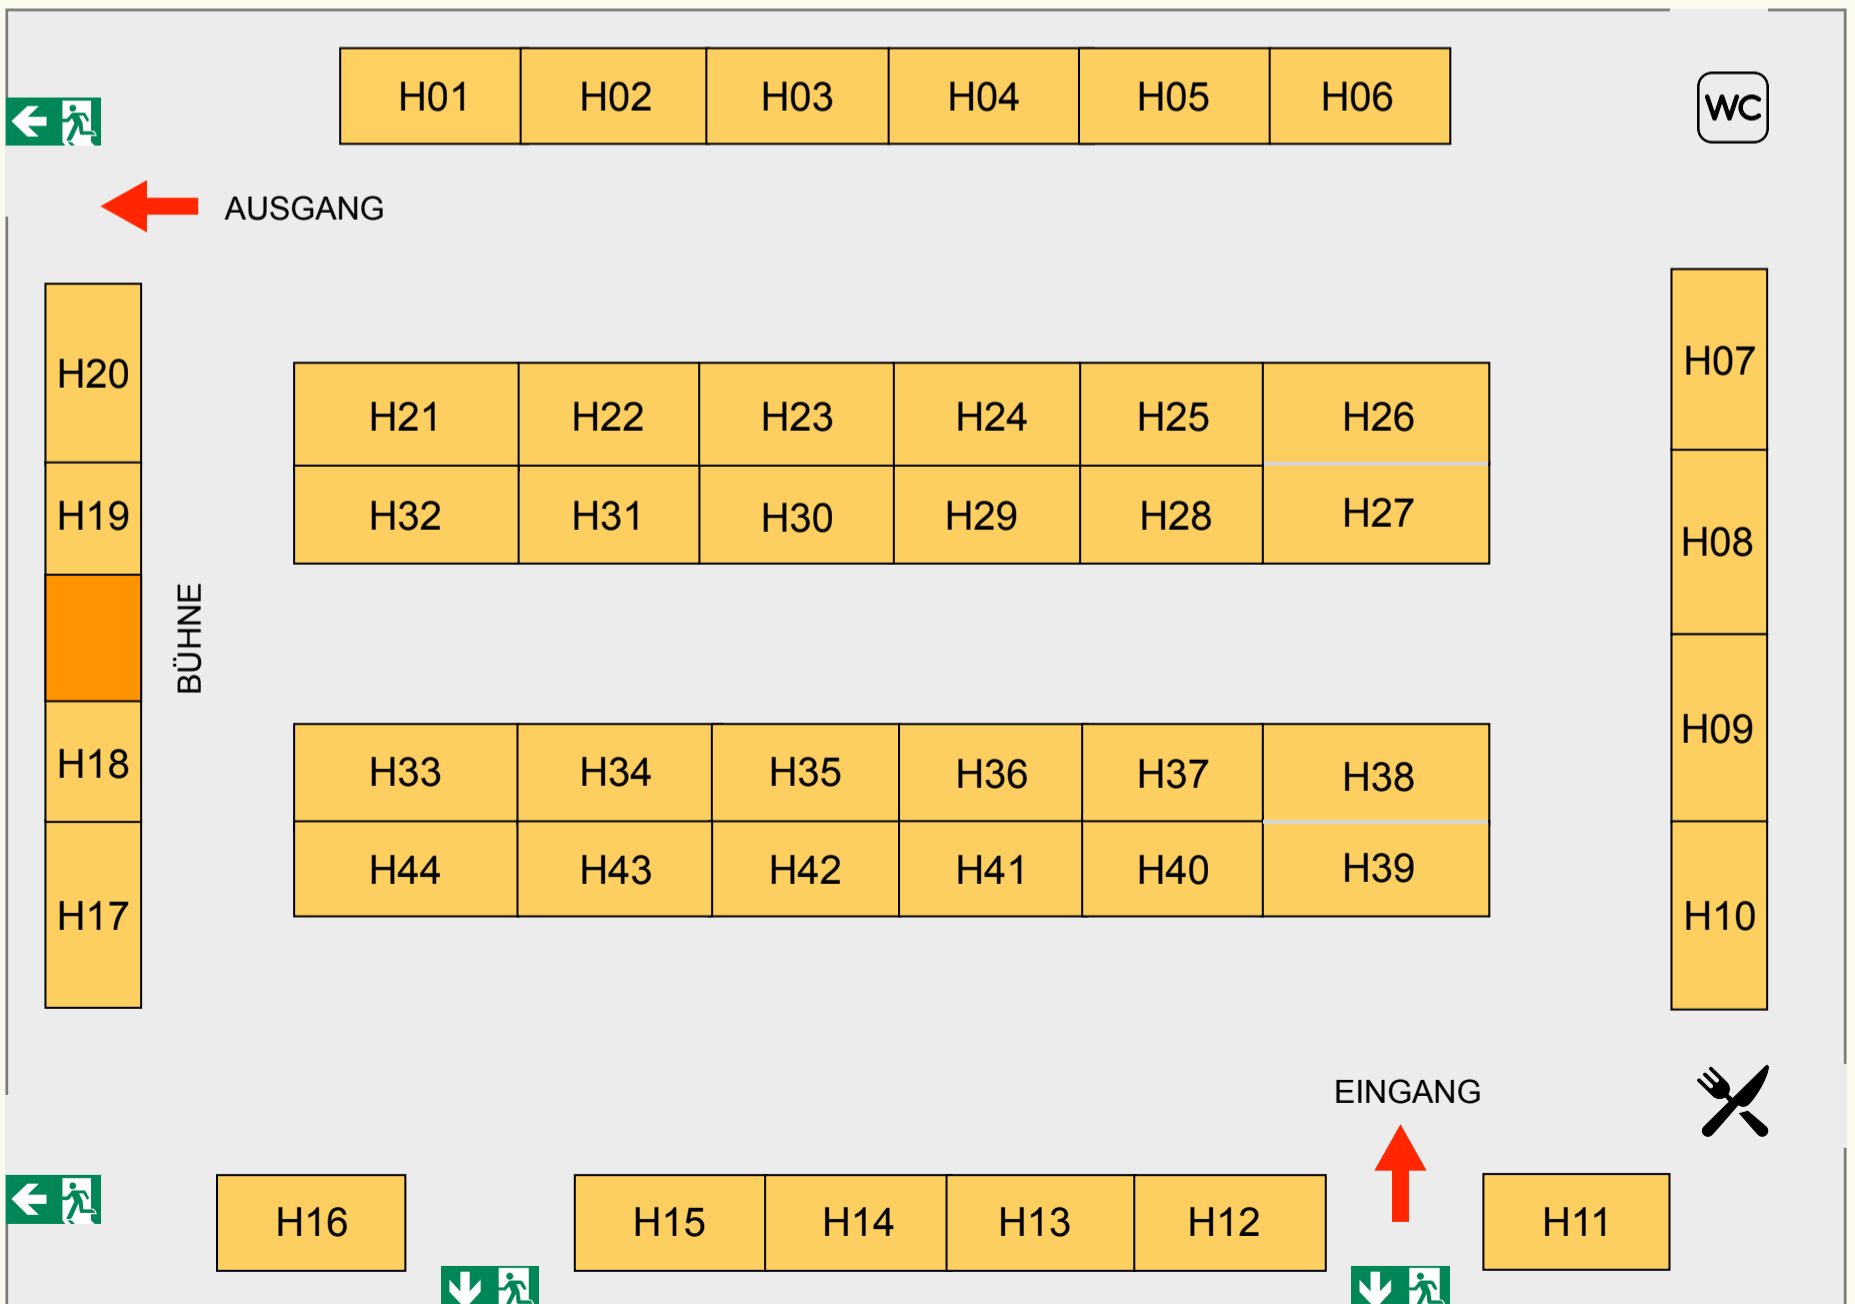 H01 H02 H03 H04 H05 H06
WC
AUSGANG
H20
H19
BÜHNE
H18
H17
H21 H22 H23 H24 H25 H26
H32 H31 H30 H29 H28 H27
H33 H34 H35 H36 H37 H38
H44 H43 H42 H41 H40 H39
H07
H08
H09
H10
EINGANG
H16 H15 H14 H13 H12 H11